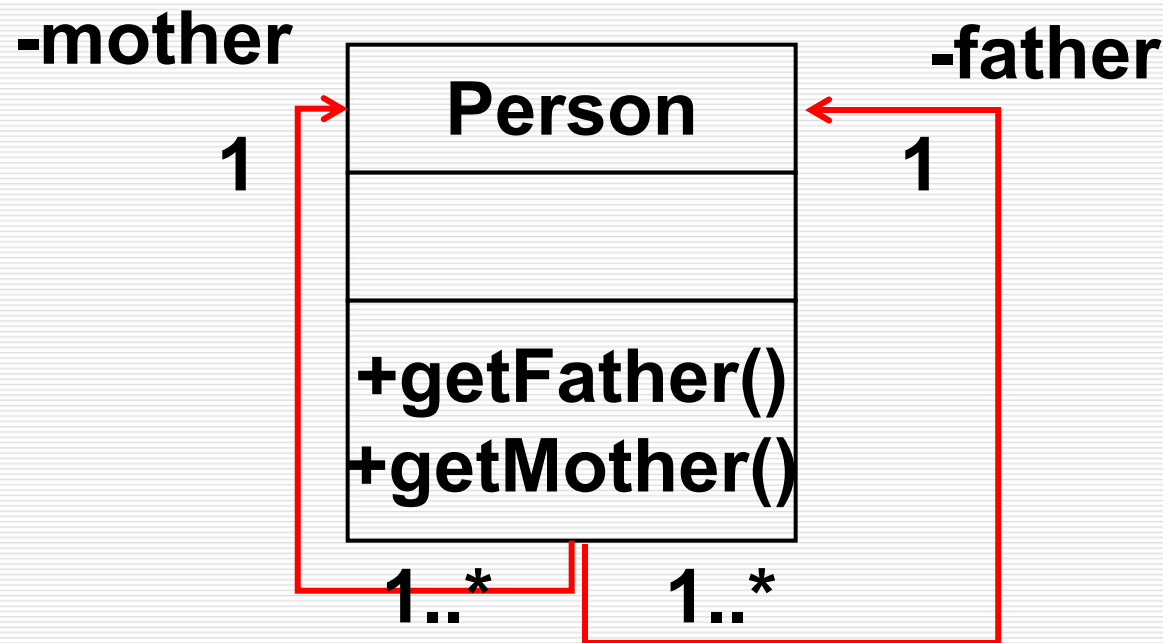 -mother
-father
Person
1
1
+getFather()
+getMother()
1..*
1..*